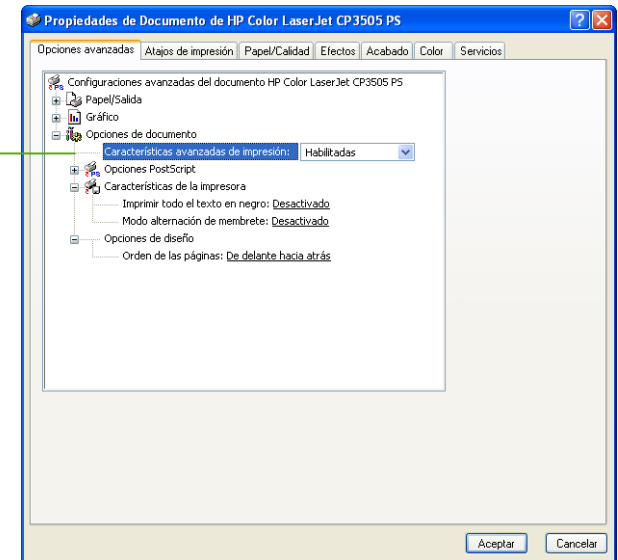 Propiedades de Documento de HP Color LaserJet CP3505 PS
Opciones avanzadas Atajos de impresión Papel/Calidad Efectos Acabado Color Servicios
Configuraciones avanzadas del documento HP Color LaserJet CP3505 PS
Papel/Salida
Gráfico
Opciones de documento
Características avanzadas de impresión: Habilitadas
Opciones PostScript
Características de la impresora
Imprimir todo el texto en negro: Desactivado
Modo alternación de membrete: Desactivado
Opciones de diseño
Orden de las páginas: De delante hacia atrás
Aceptar Cancelar